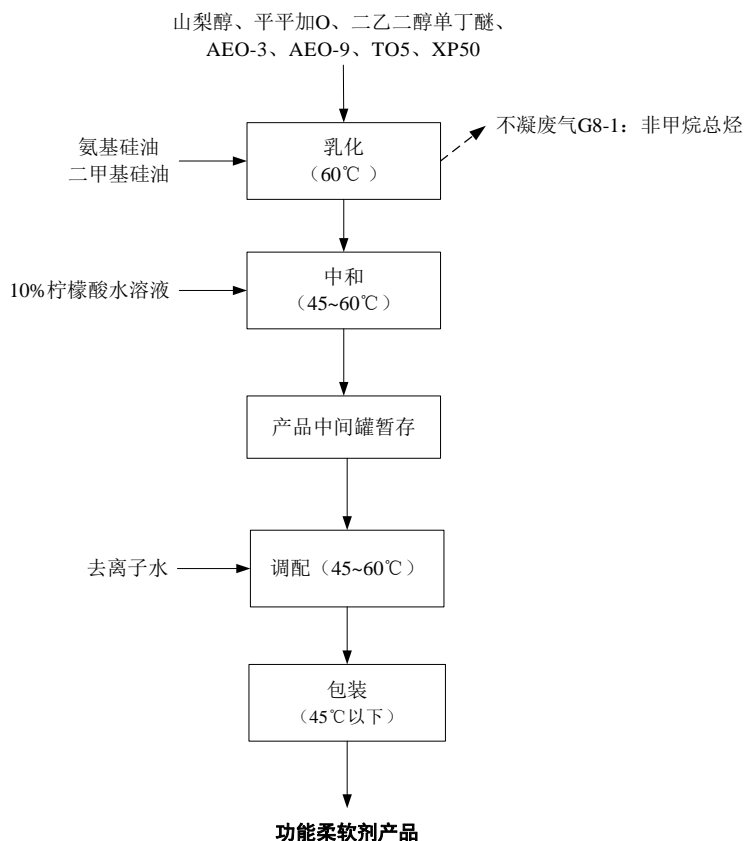 山梨醇、平平加O、二乙二醇单丁醚、
AEO-3、AEO-9、TO5、XP50
不凝废气G8-1：非甲烷总烃
氨基硅油
二甲基硅油
乳化
（60℃）
10%柠檬酸水溶液
中和
（45~60℃）
产品中间罐暂存
去离子水
调配（45~60℃）
包装
（45℃以下）
功能柔软剂产品